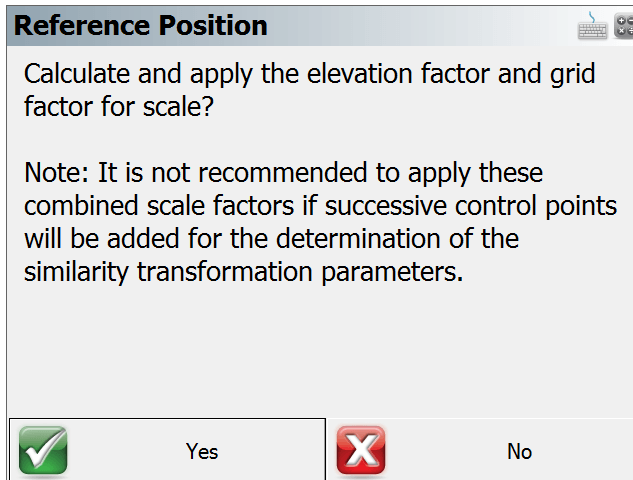 Reference Position
Calculate and apply the elevation factor and grid
factor for scale?
Note: It is not recommended to apply these
combined scale factors if successive control points
will be added for the determination of the
similarity transformation parameters.
Yes
No